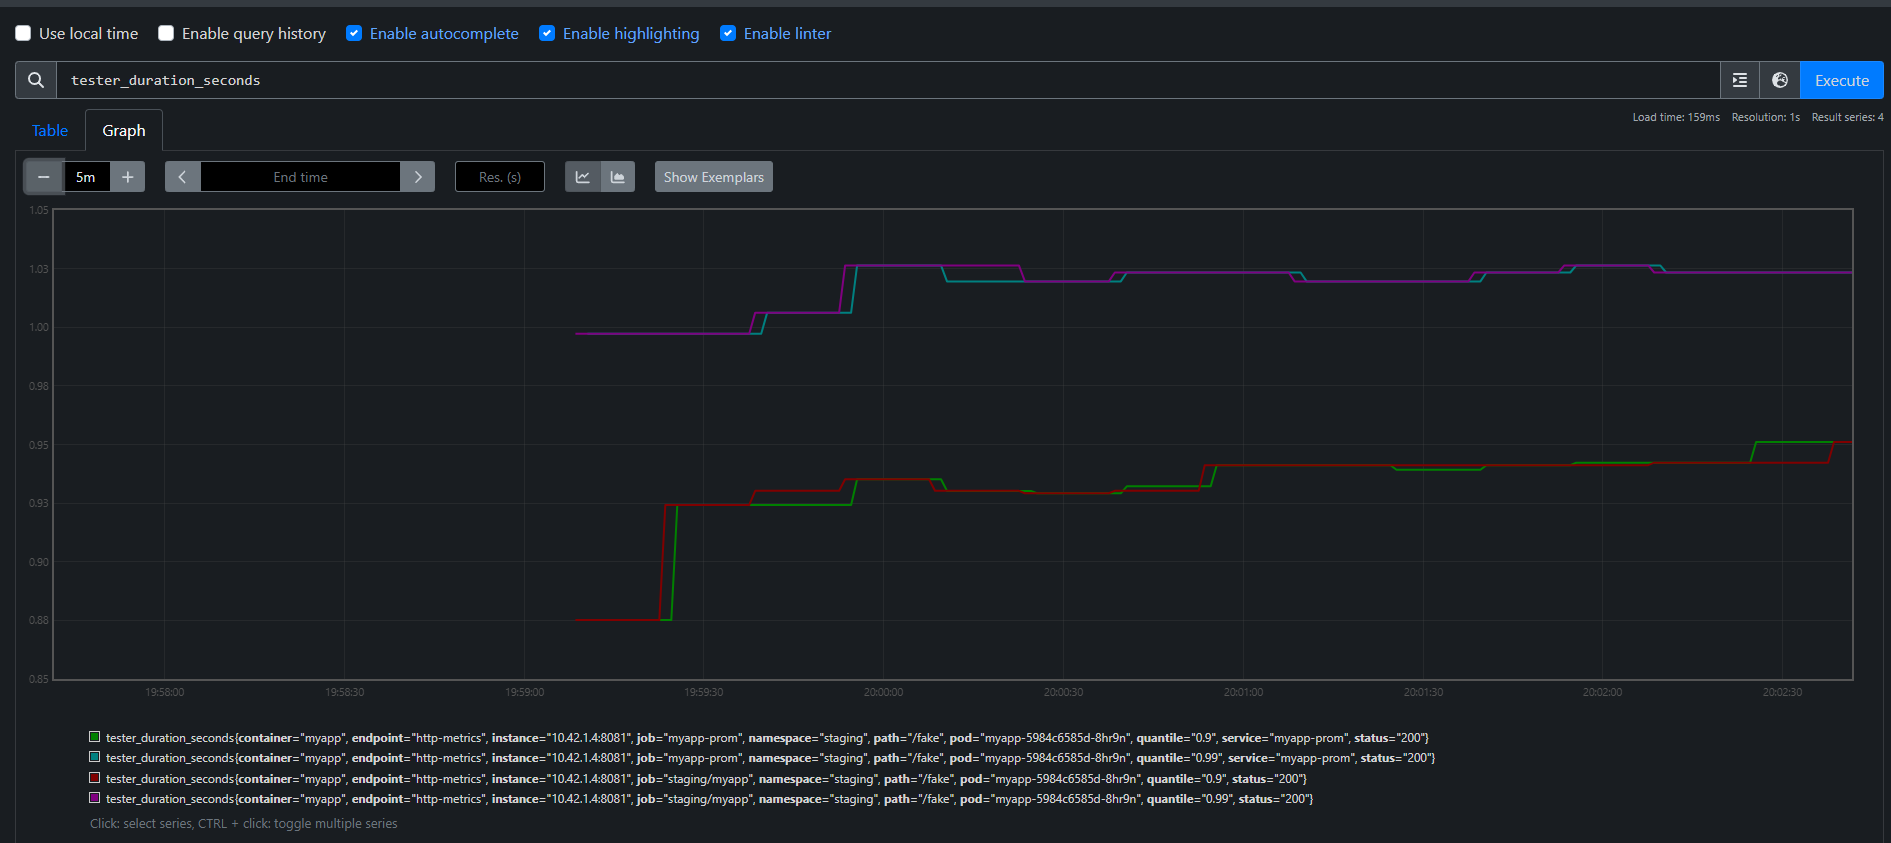 Use local time Enable query history Enable autocomplete Enable highlighting Enable linter
tester_duration_seconds Execute
Load time: 159ms Resolution: 1s Result series: 4
Table Graph
5m End time Res. (s) Show Exemplars
1.05
1.03
1.00
0.98
0.95
0.93
0.90
0.88
0.85
19:58:00 19:58:30 19:59:00 19:59:30 20:00:00 20:00:30 20:01:00 20:01:30 20:02:00 20:02:30
tester_duration_seconds{container="myapp", endpoint="http-metrics", instance="10.42.1.4:8081", job="myapp-prom", namespace="staging", path="/fake", pod="myapp-5984c6585d-8hr9n", quantile="0.9", service="myapp-prom", status="200"}
tester_duration_seconds{container="myapp", endpoint="http-metrics", instance="10.42.1.4:8081", job="myapp-prom", namespace="staging", path="/fake", pod="myapp-5984c6585d-8hr9n", quantile="0.99", service="myapp-prom", status="200"}
tester_duration_seconds{container="myapp", endpoint="http-metrics", instance="10.42.1.4:8081", job="staging/myapp", namespace="staging", path="/fake", pod="myapp-5984c6585d-8hr9n", quantile="0.9", status="200"}
tester_duration_seconds{container="myapp", endpoint="http-metrics", instance="10.42.1.4:8081", job="staging/myapp", namespace="staging", path="/fake", pod="myapp-5984c6585d-8hr9n", quantile="0.99", status="200"}
Click: select series, CTRL + click: toggle multiple series